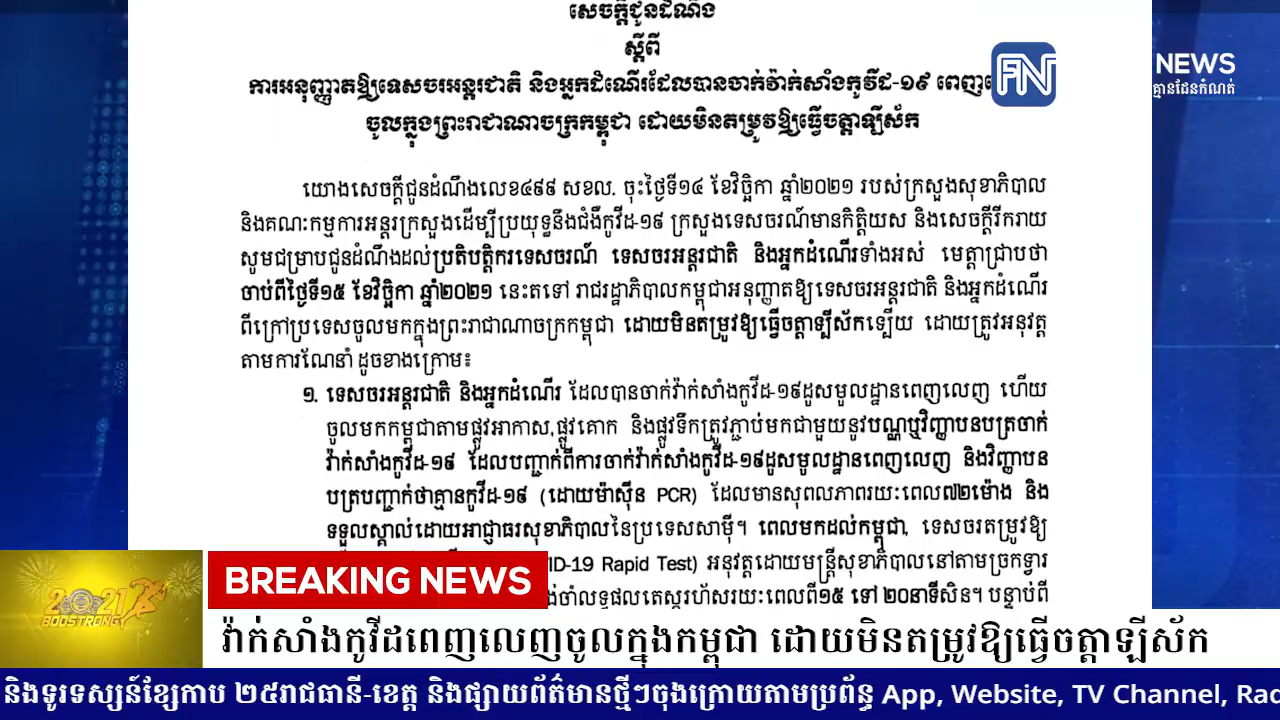 សេចក្តីជូនដំណឹង
ស្តីពី
ការអនុញ្ញាតឱ្យទេសចរអន្តរជាតិ និងអ្នកដំណើរដែលបានចាក់វ៉ាក់សាំងកូវីដ-១៩ ពេញ
ចូលក្នុងព្រះរាជាណាចក្រកម្ពុជា ដោយមិនតម្រូវឱ្យធ្វើចត្តាឡីស័ក
FN
NEWS
គ្មានដែនកំណត់
យោងសេចក្តីជូនដំណឹងលេខ៤៩៩ សខល. ចុះថ្ងៃទី១៤ ខែវិច្ឆិកា ឆ្នាំ២០២១ របស់ក្រសួងសុខាភិបាល
និងគណៈកម្មការអន្តរក្រសួងដើម្បីប្រយុទ្ធនឹងជំងឺកូវីដ-១៩ ក្រសួងទេសចរណ៍មានកិត្តិយស និងសេចក្តីរីករាយ
សូមជម្រាបជូនដំណឹងដល់ប្រតិបត្តិករទេសចរណ៍ ទេសចរអន្តរជាតិ និងអ្នកដំណើរទាំងអស់ មេត្តាជ្រាបថា
ចាប់ពីថ្ងៃទី១៥ ខែវិច្ឆិកា ឆ្នាំ២០២១ នេះតទៅ រាជរដ្ឋាភិបាលកម្ពុជាអនុញ្ញាតឱ្យទេសចរអន្តរជាតិ និងអ្នកដំណើរ
ពីក្រៅប្រទេសចូលមកក្នុងព្រះរាជាណាចក្រកម្ពុជា ដោយមិនតម្រូវឱ្យធ្វើចត្តាឡីស័កឡើយ ដោយត្រូវអនុវត្ត
តាមការណែនាំ ដូចខាងក្រោម៖
១. ទេសចរអន្តរជាតិ និងអ្នកដំណើរ ដែលបានចាក់វ៉ាក់សាំងកូវីដ-១៩ដូសមូលដ្ឋានពេញលេញ ហើយ
ចូលមកកម្ពុជាតាមផ្លូវអាកាស,ផ្លូវគោក និងផ្លូវទឹកត្រូវភ្ជាប់មកជាមួយនូវបណ្ណឬវិញ្ញាបនបត្រចាក់
វ៉ាក់សាំងកូវីដ-១៩ ដែលបញ្ជាក់ពីការចាក់វ៉ាក់សាំងកូវីដ-១៩ដូសមូលដ្ឋានពេញលេញ និងវិញ្ញាបន
បត្របញ្ជាក់ថាគ្មានកូវីដ-១៩ (ដោយម៉ាស៊ីន PCR) ដែលមានសុពលភាពរយៈពេល៧២ម៉ោង និង
ទទួលស្គាល់ដោយអាជ្ញាធរសុខាភិបាលនៃប្រទេសសាម៉ី។ ពេលមកដល់កម្ពុជា, ទេសចរតម្រូវឱ្យ
ID-19 Rapid Test) អនុវត្តដោយមន្ត្រីសុខាភិបាលនៅតាមច្រកទ្វារ
ង់ចាំលទ្ធផលតេស្តរហ័សរយៈពេលពី១៥ ទៅ ២០នាទីសិន។ បន្ទាប់ពី
2021
BOOSTRONG
BREAKING NEWS
វ៉ាក់សាំងកូវីដពេញលេញចូលក្នុងកម្ពុជា ដោយមិនតម្រូវឱ្យធ្វើចត្តាឡីស័ក
និងទូរទស្សន៍ខ្សែកាប ២៥រាជធានី-ខេត្ត និងផ្សាយព័ត៌មានថ្មីៗចុងក្រោយតាមប្រព័ន្ធ App, Website, TV Channel, Rad